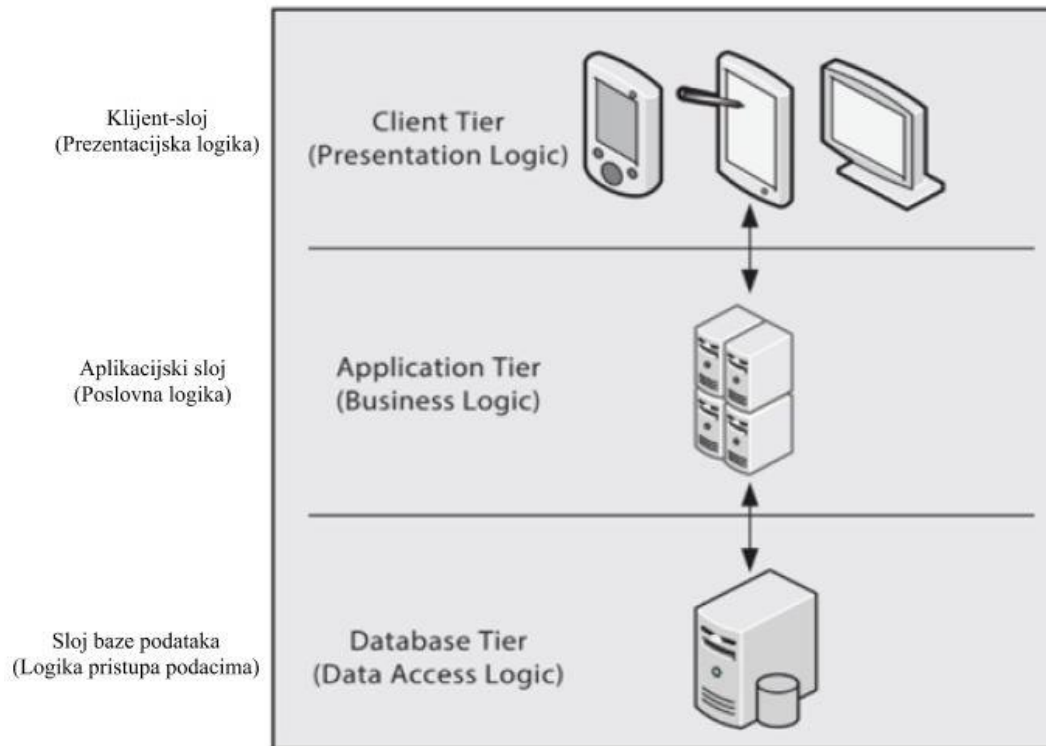 Klijent-sloj
(Prezentacijska logika)
Client Tier
(Presentation Logic)
Aplikacijski sloj
(Poslovna logika)
Application Tier
(Business Logic)
Sloj baze podataka
(Logika pristupa podacima)
Database Tier
(Data Access Logic)